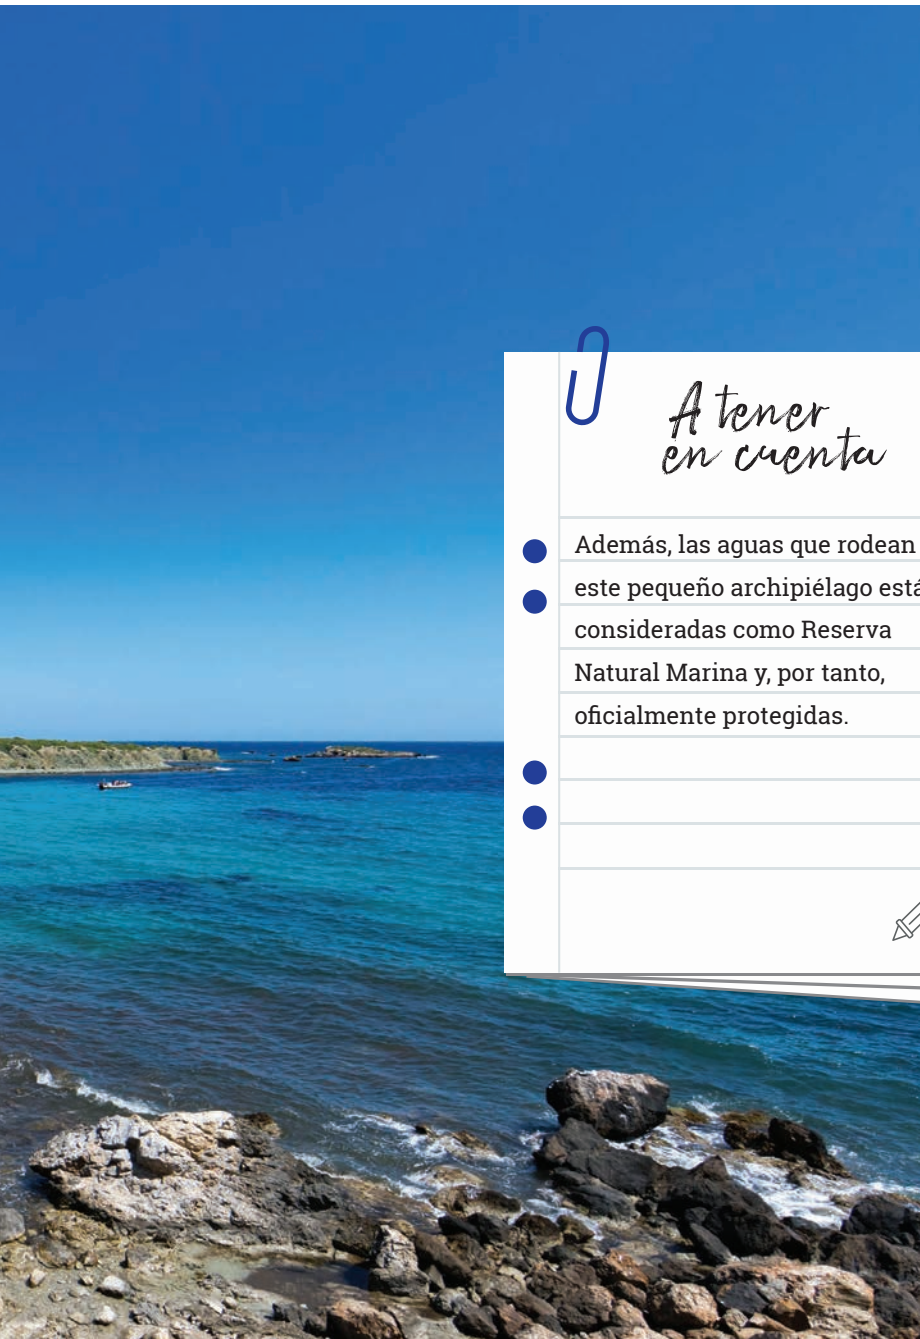 A tener
en cuenta
Además, las aguas que rodean
este pequeño archipiélago
consideradas como Reserva
Natural Marina y, por tanto,
oficialmente protegidas.